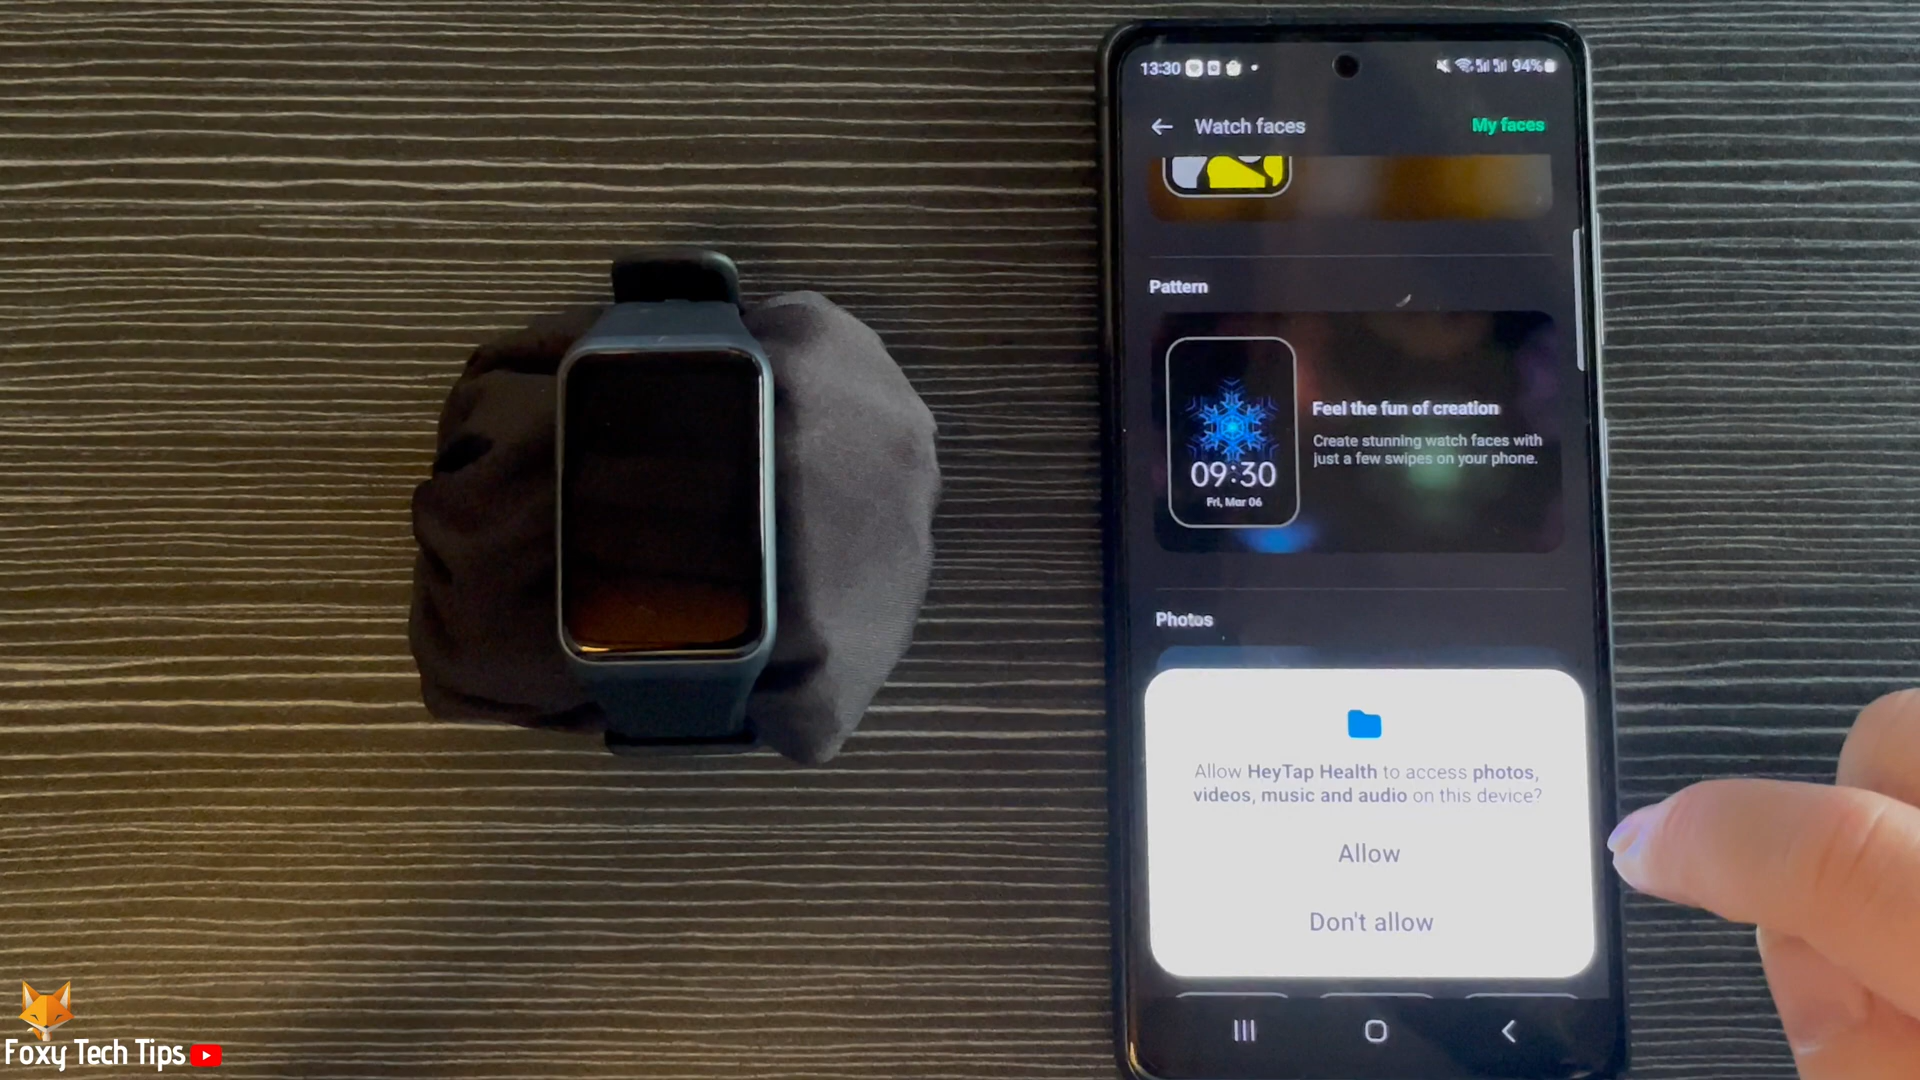 13:30
94%
Watch faces
My faces
Pattern
Feel the fun of creation
Create stunning watch faces with
just a few swipes on your phone.
09:30
Fri, Mar 06
Photos
Allow HeyTap Health to access photos,
videos, music and audio on this device?
Allow
Don't allow
Foxy Tech Tips